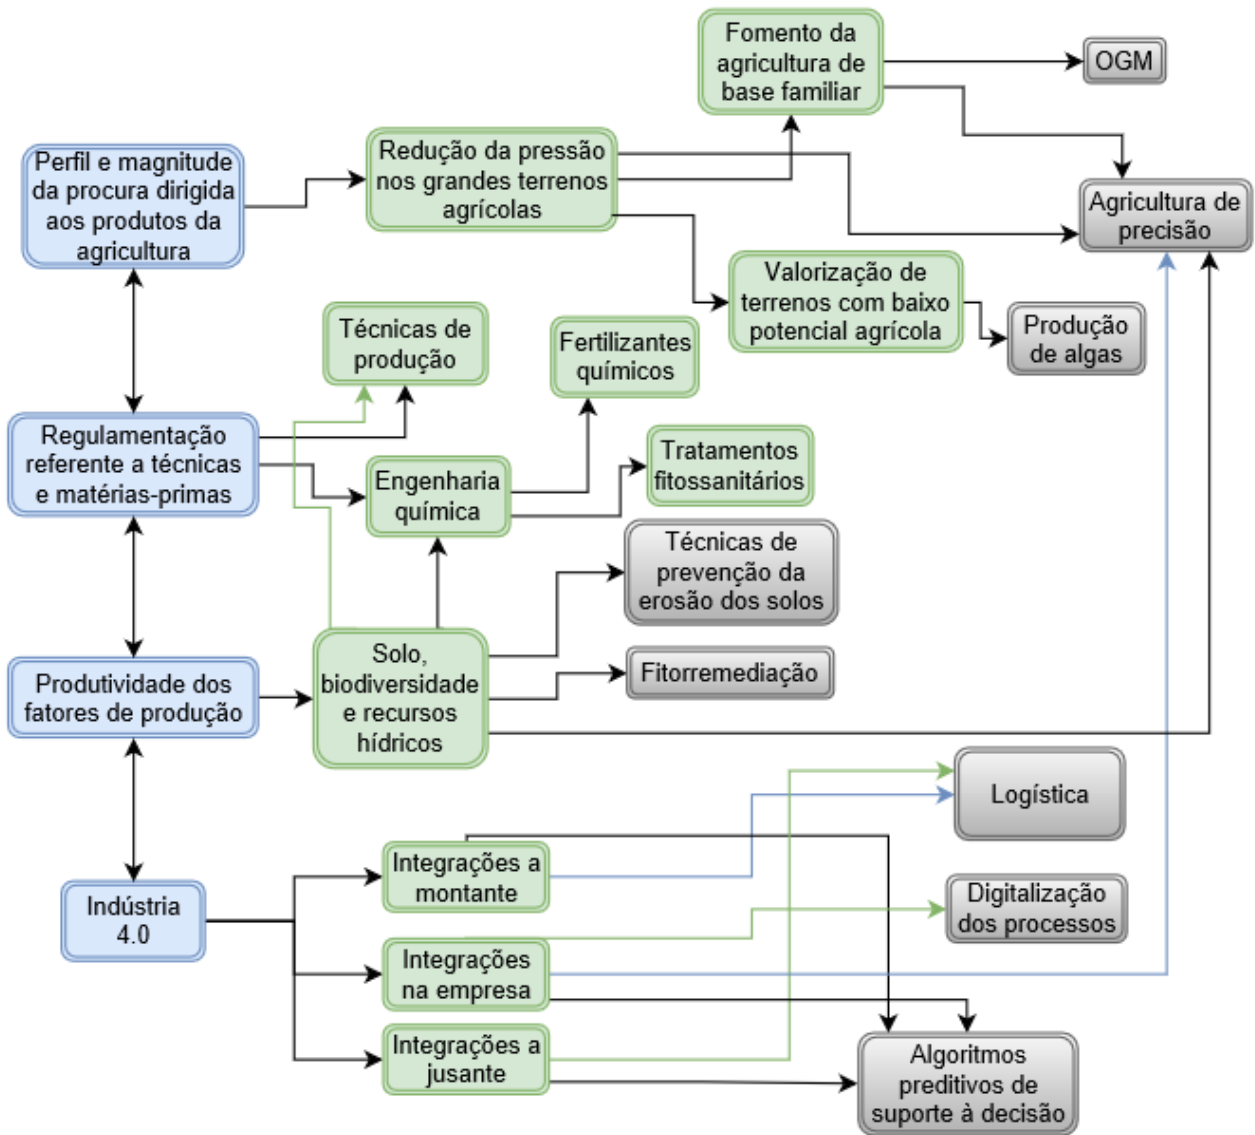 Fomento da
agricultura de
base familiar
OGM
Perfil e magnitude
da procura dirigida
aos produtos da
agricultura
Redução da pressão
nos grandes terrenos
agrícolas
Agricultura de
precisão
Valorização de
terrenos com baixo
potencial agrícola
Produção
de algas
Técnicas de
produção
Fertilizantes
químicos
Regulamentação
referente a técnicas
e matérias-primas
Engenharia
química
Tratamentos
fitossanitários
Técnicas de
prevenção da
erosão dos solos
Solo,
biodiversidade
e recursos
hídricos
Fitorremediação
Produtividade dos
fatores de produção
Logística
Integrações a
montante
Indústria
4.0
Digitalização
dos processos
Integrações
na empresa
Integrações a
jusante
Algoritmos
preditivos de
suporte à decisão